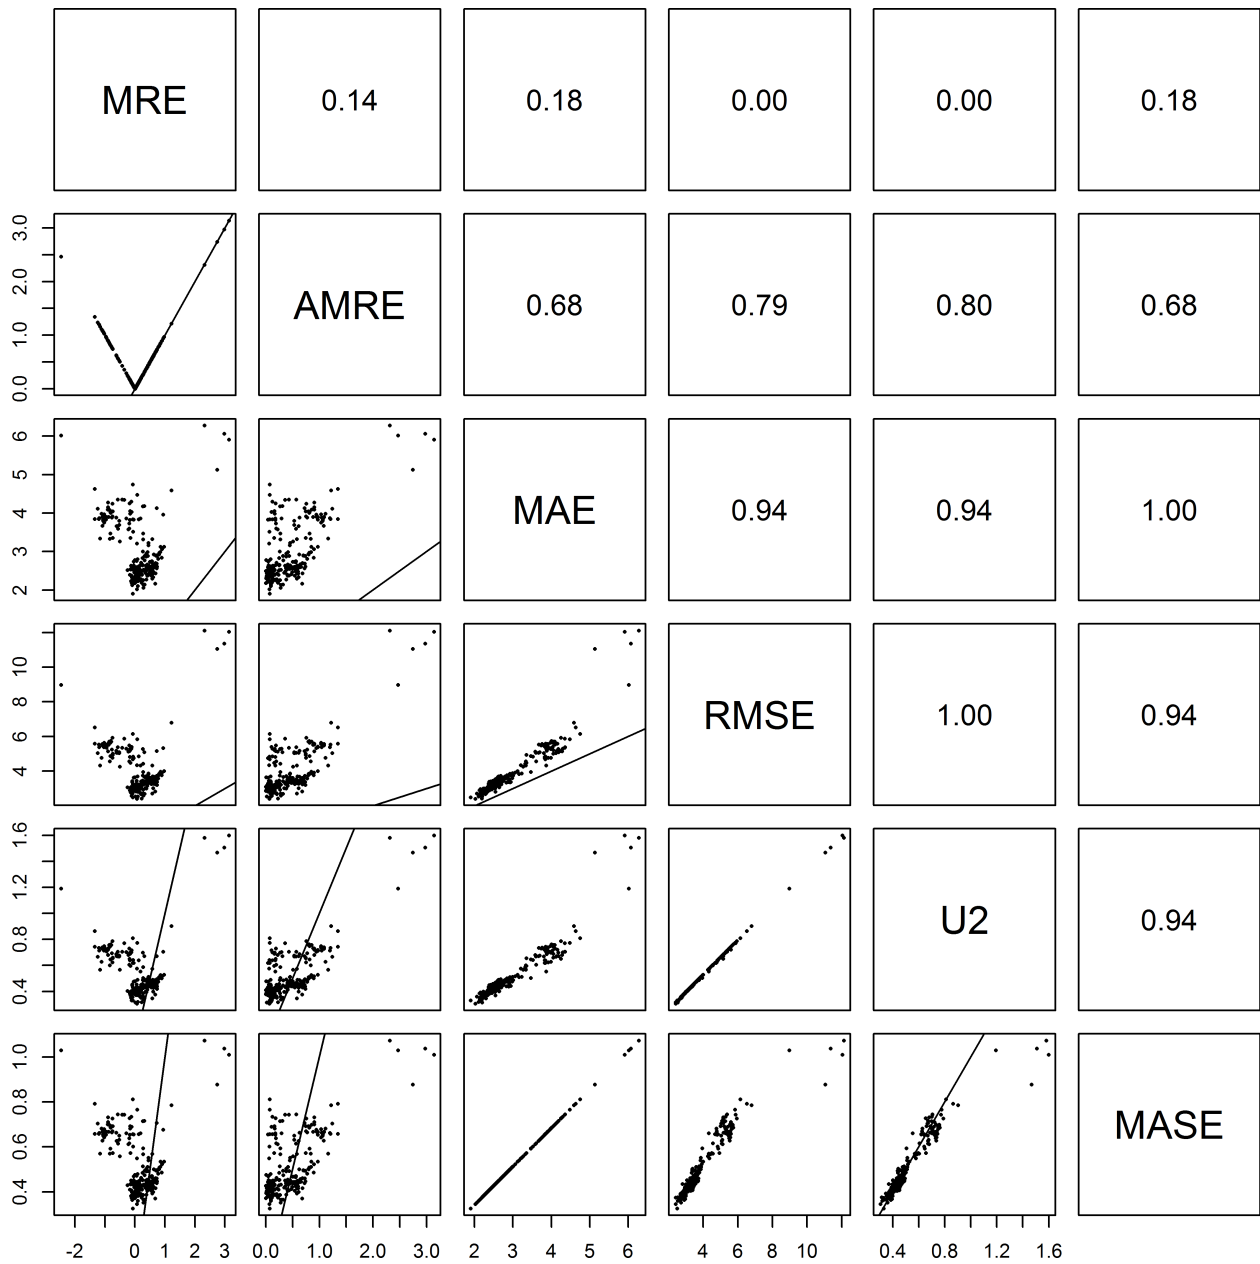 MRE 0.14 0.18 0.00 0.00 0.18
0.0 1.0 2.0 3.0 AMRE 0.68 0.79 0.80 0.68
2 3 4 5 6 MAE 0.94 0.94 1.00
4 6 8 10 RMSE 1.00 0.94
0.4 0.8 1.2 1.6 U2 0.94
0.4 0.6 0.8 1.0 MASE
-2 0 1 2 3 0.0 1.0 2.0 3.0 2 3 4 5 6 4 6 8 10 0.4 0.8 1.2 1.6